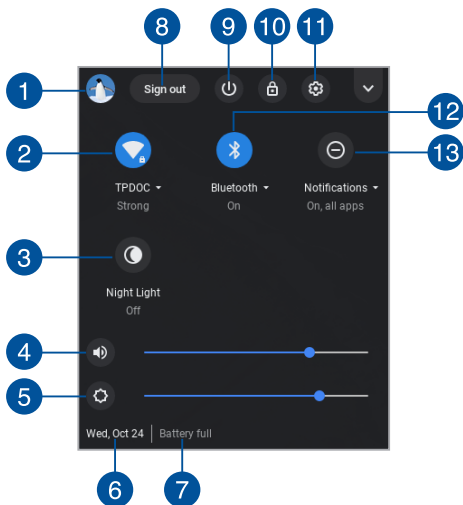 8 9 10 11
1 Sign out
12
2 13
TPDOC Bluetooth Notifications
Strong On On, all apps
3
Night Light
Off
4
5
Wed, Oct 24 Battery full
6 7